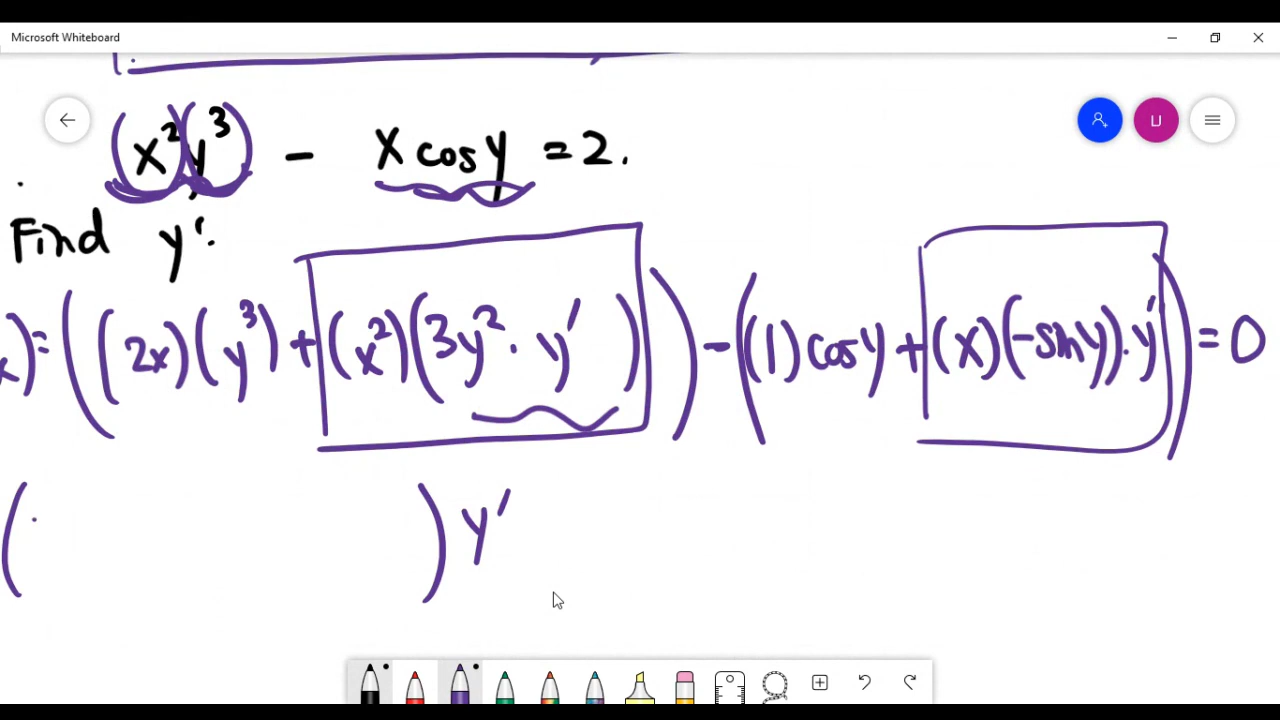 Microsoft Whiteboard
(x²)(y³) - x cos y = 2.
Find y'.
x) = ((2x)(y³) + (x²)(3y² · y')) - ((1) cos y + (x)(-sin y) · y') = 0
( ) y'